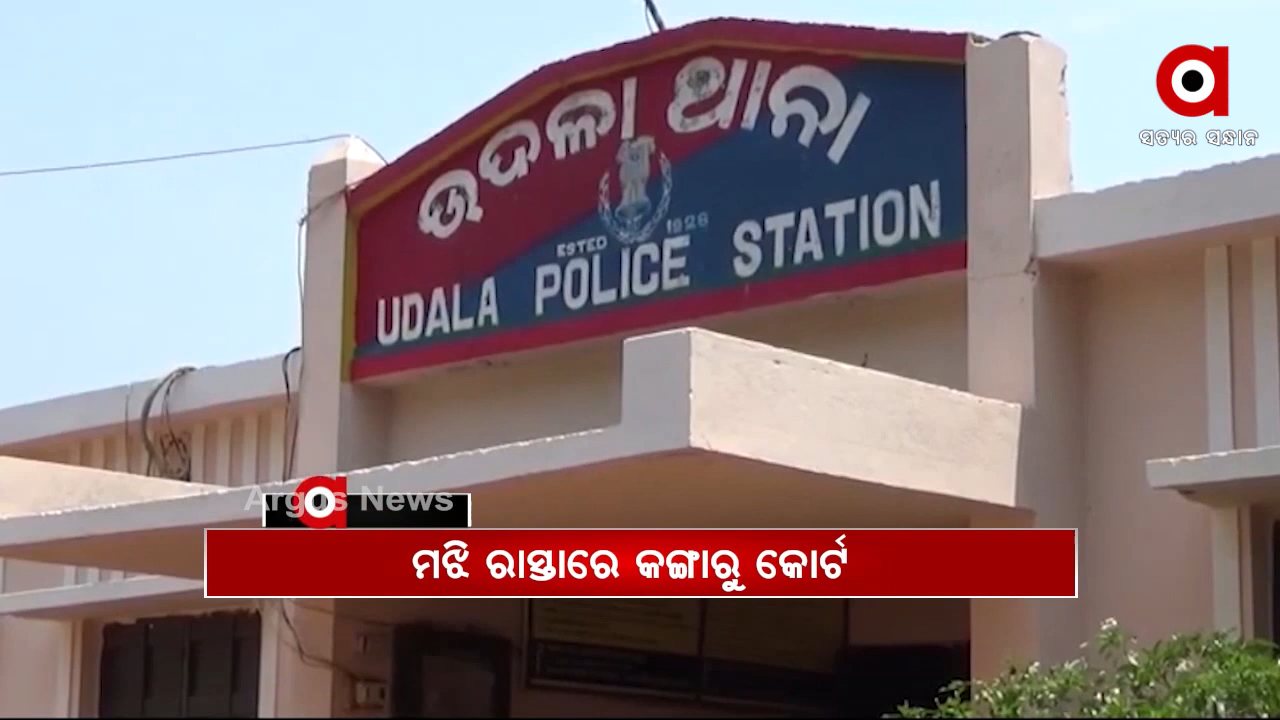 ଉଦଳା ଥାନା
ESTED 1926
UDALA POLICE STATION
ସତ୍ୟର ସନ୍ଧାନ
Argus News
ମଝି ରାସ୍ତାରେ କଙ୍ଗାରୁ କୋର୍ଟ